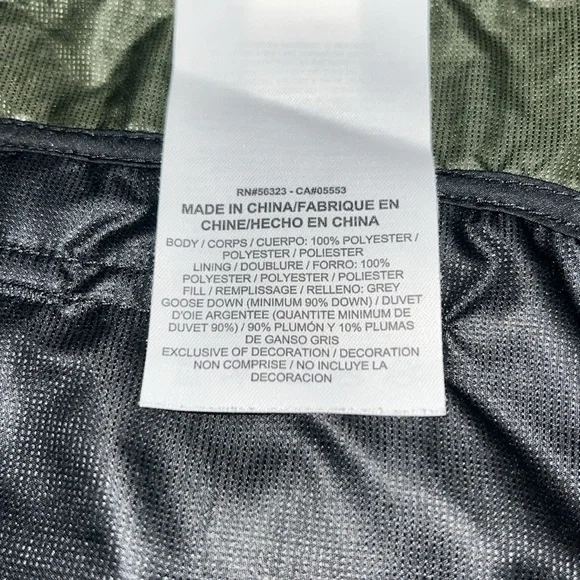 RN#56323 - CA#05553
MADE IN CHINA/FABRIQUE EN
CHINE/HECHO EN CHINA
BODY / CORPS / CUERPO: 100% POLYESTER /
POLYESTER / POLIESTER
LINING / DOUBLURE / FORRO: 100%
POLYESTER / POLYESTER / POLIESTER
FILL / REMPLISSAGE / RELLENO: GREY
GOOSE DOWN (MINIMUM 90% DOWN) / DUVET
D'OIE ARGENTEE (QUANTITE MINIMUM DE
DUVET 90%) / 90% PLUMÓN Y 10% PLUMAS
DE GANSO GRIS
EXCLUSIVE OF DECORATION / DECORATION
NON COMPRISE / NO INCLUYE LA
DECORACION